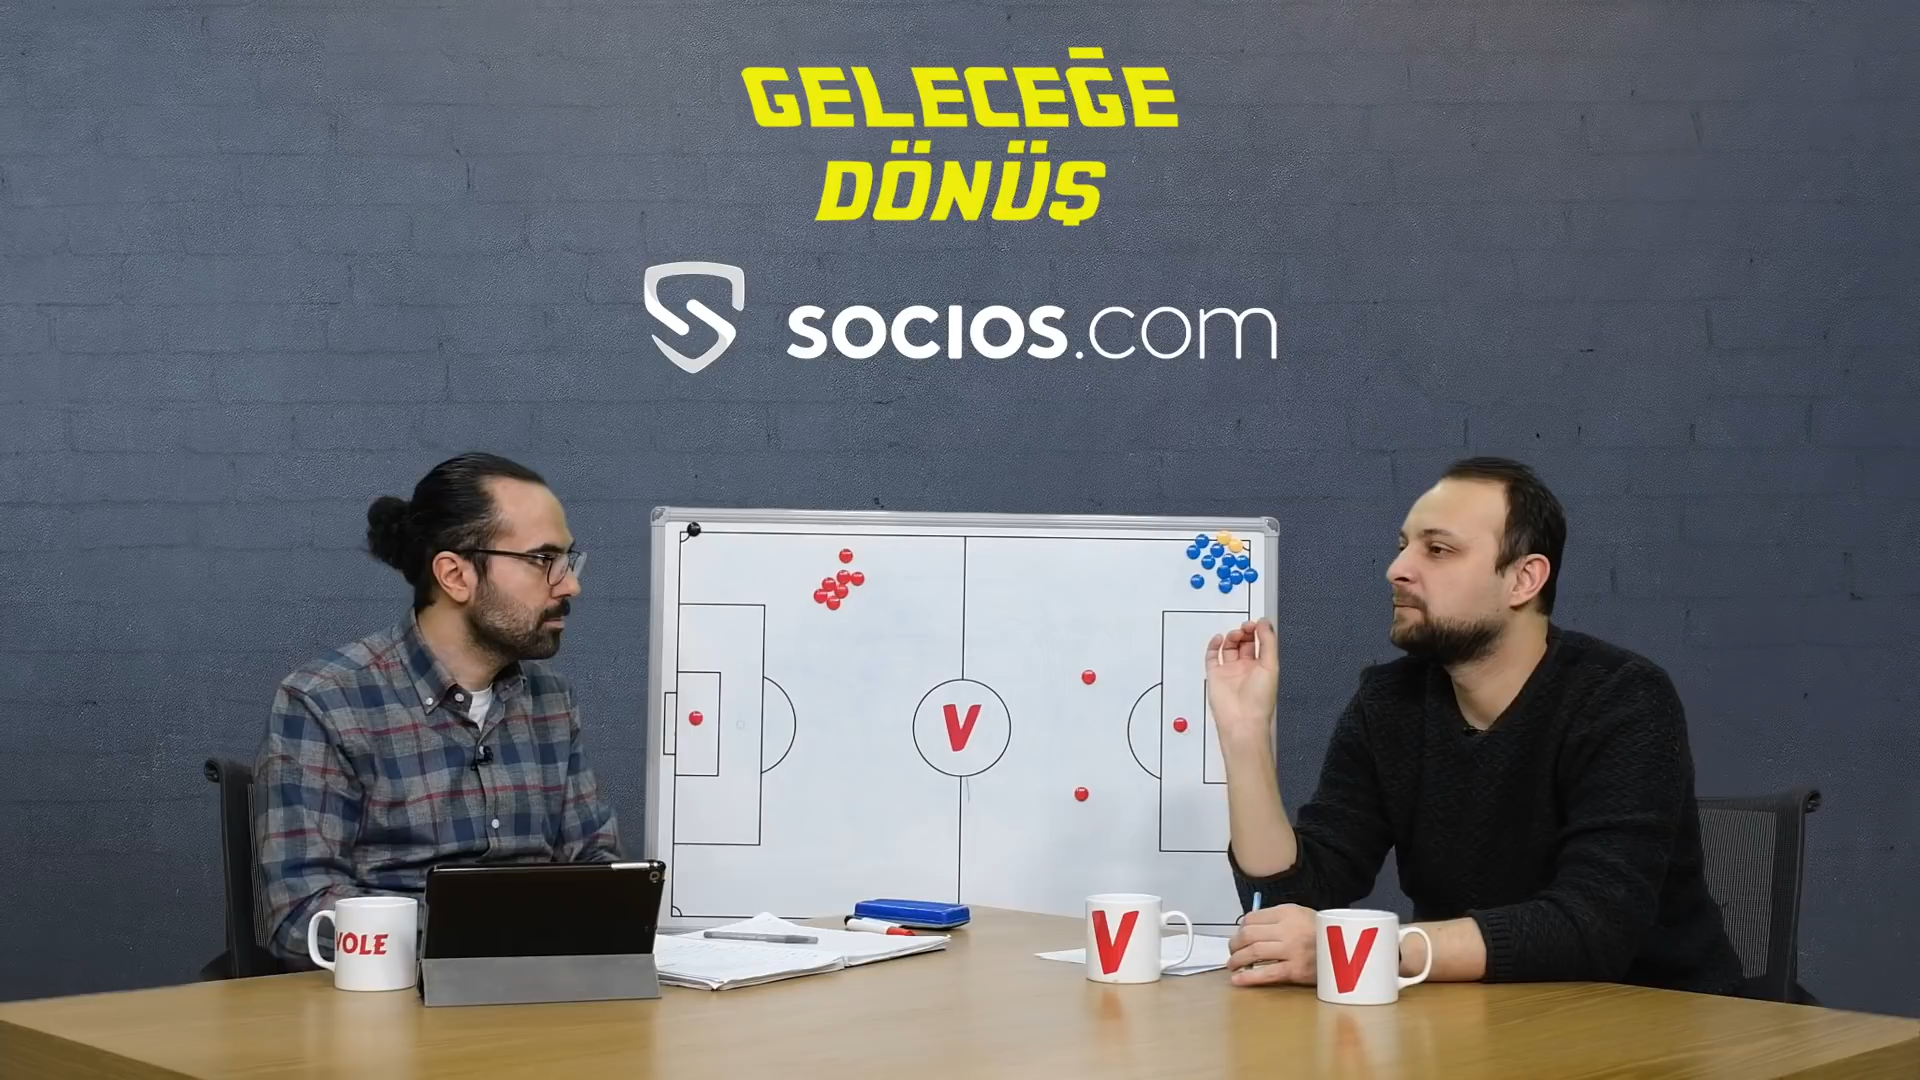 GELECEĞE
DÖNÜŞ
SOCIOS.com
V
VOLE
V
V